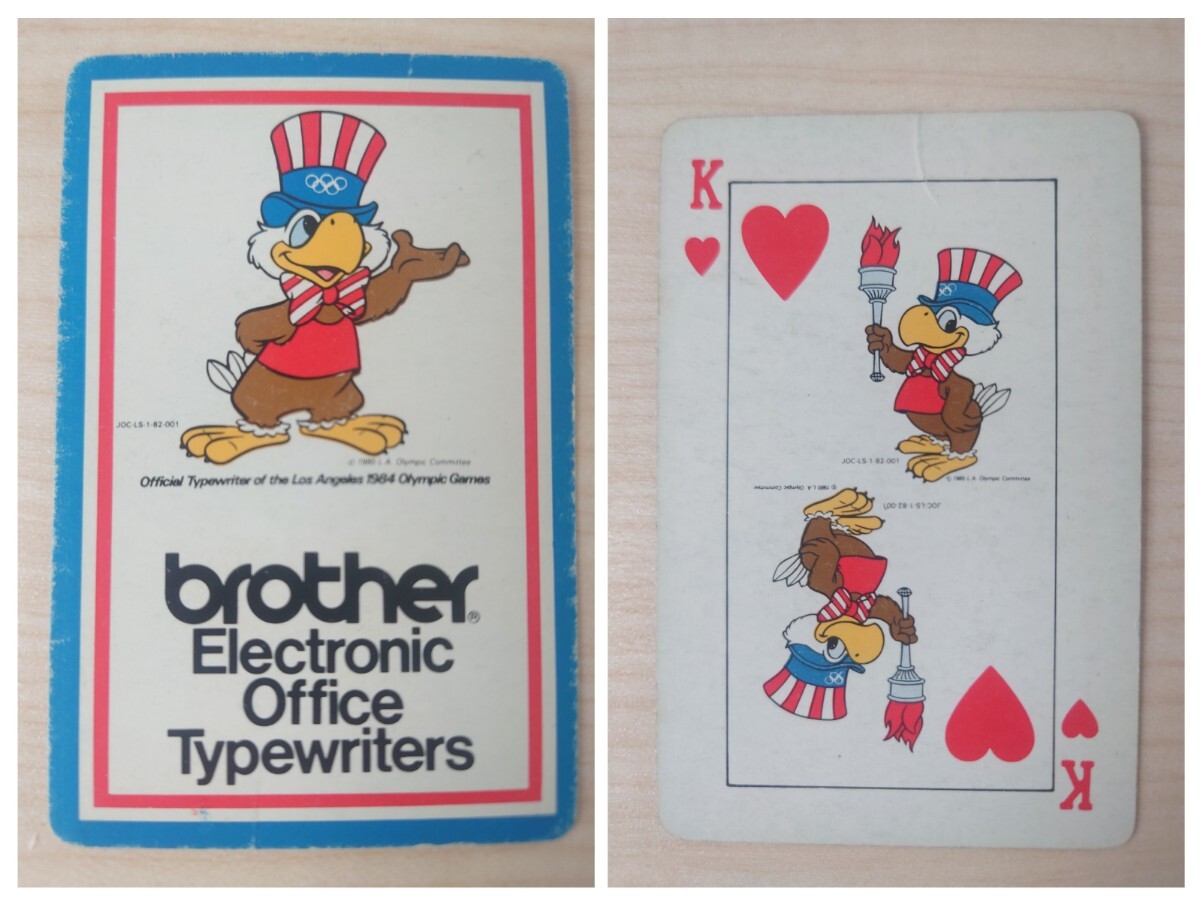 JOC-LS-1-82-001
© 1980 L.A. Olympic Committee
Official Typewriter of the Los Angeles 1984 Olympic Games
brother®
Electronic
Office
Typewriters
K
JOC-LS-1-82-001
© 1980 L.A. Olympic Committee
© 1980 L.A. Olympic Committee
JOC-LS-1-82-001
K